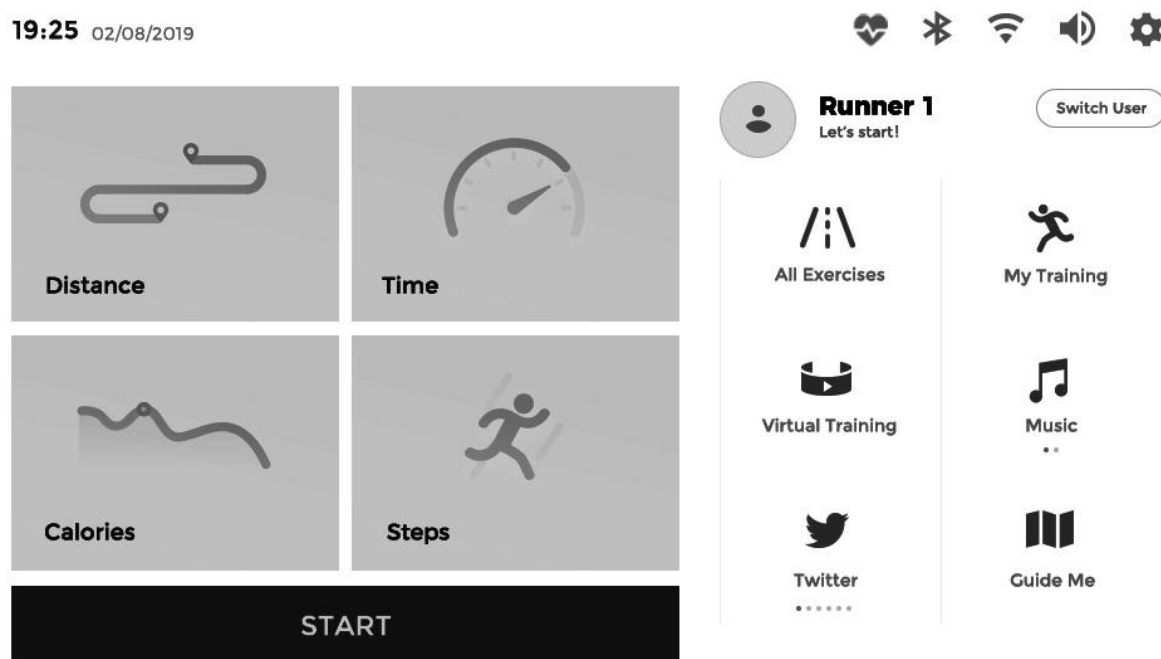 19:25 02/08/2019
Runner 1
Let's start!
Switch User
Distance
Time
Calories
Steps
START
All Exercises
My Training
Virtual Training
Music
Twitter
Guide Me